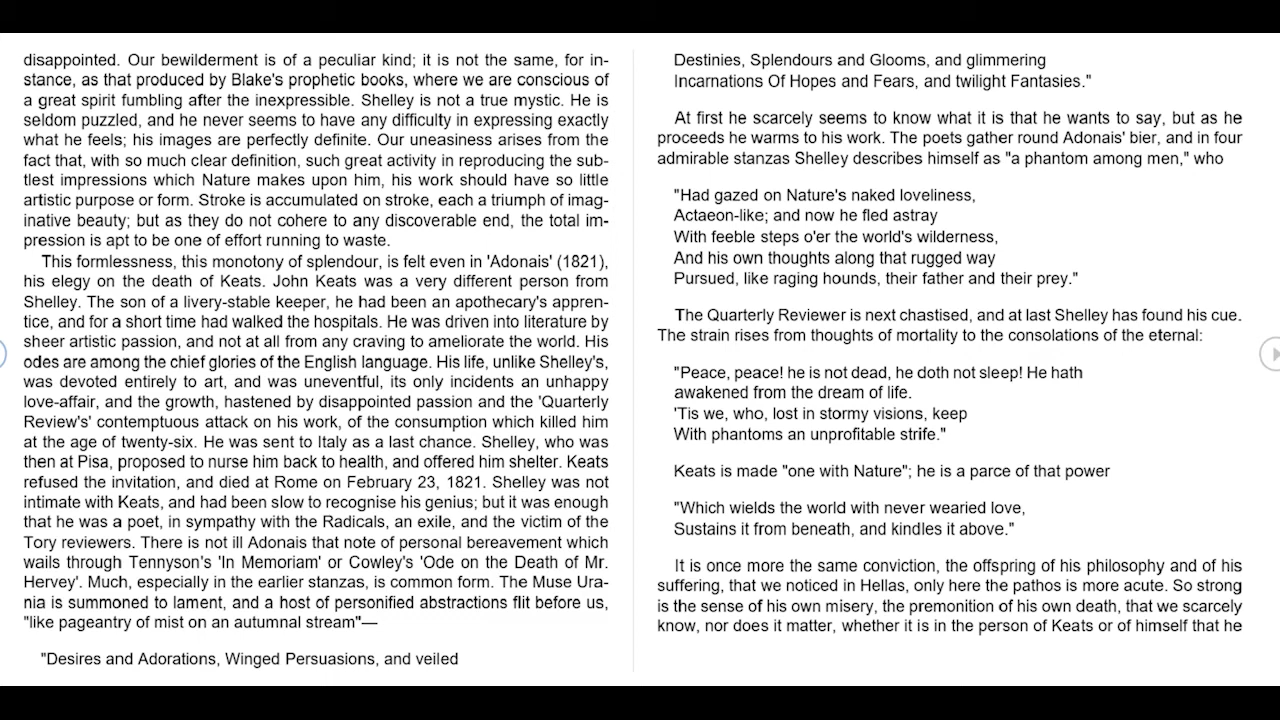 disappointed. Our bewilderment is of a peculiar kind; it is not the same, for in-
stance, as that produced by Blake's prophetic books, where we are conscious of
a great spirit fumbling after the inexpressible. Shelley is not a true mystic. He is
seldom puzzled, and he never seems to have any difficulty in expressing exactly
what he feels; his images are perfectly definite. Our uneasiness arises from the
fact that, with so much clear definition, such great activity in reproducing the sub-
tlest impressions which Nature makes upon him, his work should have so little
artistic purpose or form. Stroke is accumulated on stroke, each a triumph of imag-
inative beauty; but as they do not cohere to any discoverable end, the total im-
pression is apt to be one of effort running to waste.
This formlessness, this monotony of splendour, is felt even in 'Adonais' (1821),
his elegy on the death of Keats. John Keats was a very different person from
Shelley. The son of a livery-stable keeper, he had been an apothecary's appren-
tice, and for a short time had walked the hospitals. He was driven into literature by
sheer artistic passion, and not at all from any craving to ameliorate the world. His
odes are among the chief glories of the English language. His life, unlike Shelley's,
was devoted entirely to art, and was uneventful, its only incidents an unhappy
love-affair, and the growth, hastened by disappointed passion and the 'Quarterly
Review's' contemptuous attack on his work, of the consumption which killed him
at the age of twenty-six. He was sent to Italy as a last chance. Shelley, who was
then at Pisa, proposed to nurse him back to health, and offered him shelter. Keats
refused the invitation, and died at Rome on February 23, 1821. Shelley was not
intimate with Keats, and had been slow to recognise his genius; but it was enough
that he was a poet, in sympathy with the Radicals, an exile, and the victim of the
Tory reviewers. There is not ill Adonais that note of personal bereavement which
wails through Tennyson's 'In Memoriam' or Cowley's 'Ode on the Death of Mr.
Hervey'. Much, especially in the earlier stanzas, is common form. The Muse Ura-
nia is summoned to lament, and a host of personified abstractions flit before us,
"like pageantry of mist on an autumnal stream"—
"Desires and Adorations, Winged Persuasions, and veiled
Destinies, Splendours and Glooms, and glimmering
Incarnations Of Hopes and Fears, and twilight Fantasies."
At first he scarcely seems to know what it is that he wants to say, but as he
proceeds he warms to his work. The poets gather round Adonais' bier, and in four
admirable stanzas Shelley describes himself as "a phantom among men," who
"Had gazed on Nature's naked loveliness,
Actaeon-like; and now he fled astray
With feeble steps o'er the world's wilderness,
And his own thoughts along that rugged way
Pursued, like raging hounds, their father and their prey."
The Quarterly Reviewer is next chastised, and at last Shelley has found his cue.
The strain rises from thoughts of mortality to the consolations of the eternal:
"Peace, peace! he is not dead, he doth not sleep! He hath
awakened from the dream of life.
'Tis we, who, lost in stormy visions, keep
With phantoms an unprofitable strife."
Keats is made "one with Nature"; he is a parce of that power
"Which wields the world with never wearied love,
Sustains it from beneath, and kindles it above."
It is once more the same conviction, the offspring of his philosophy and of his
suffering, that we noticed in Hellas, only here the pathos is more acute. So strong
is the sense of his own misery, the premonition of his own death, that we scarcely
know, nor does it matter, whether it is in the person of Keats or of himself that he